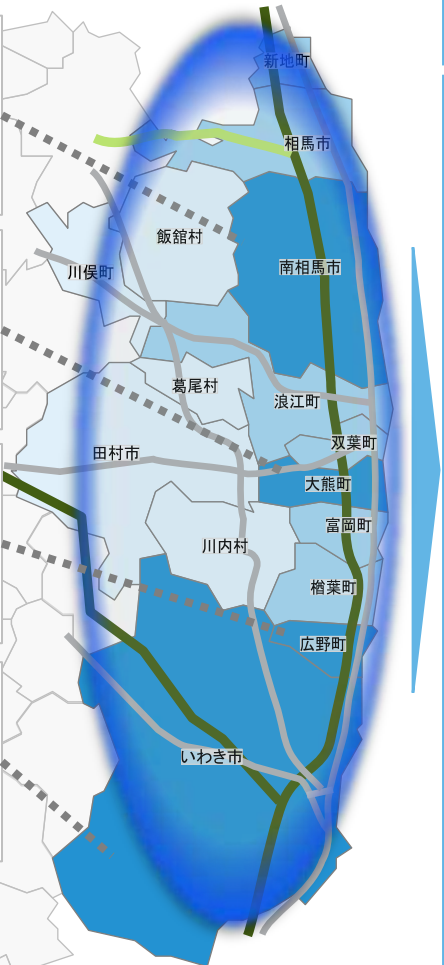 新地町
相馬市
飯舘村
南相馬市
川俣町
葛尾村
浪江町
双葉町
田村市
大熊町
富岡町
川内村
楢葉町
広野町
いわき市